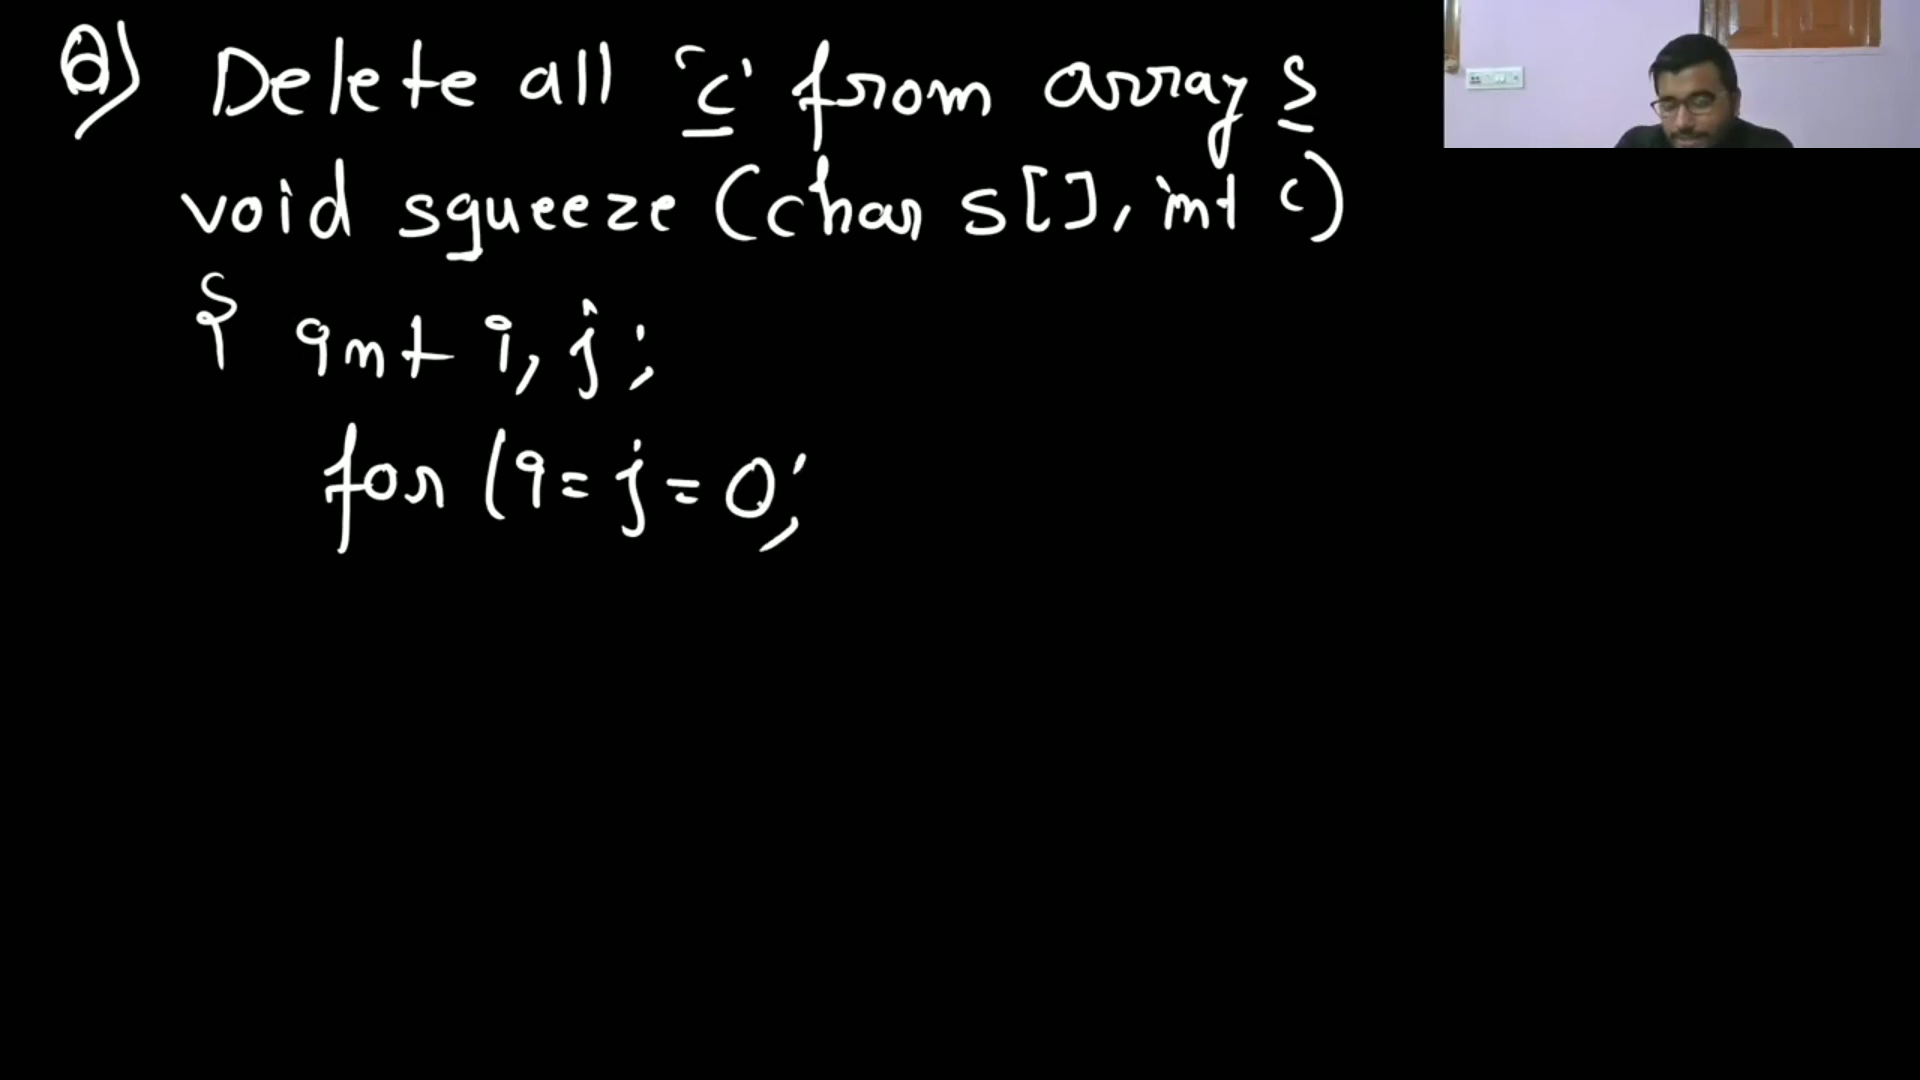 Q) Delete all 'c' from array s
void squeeze (char s[], int c)
{ int i, j;
for (i = j = 0;